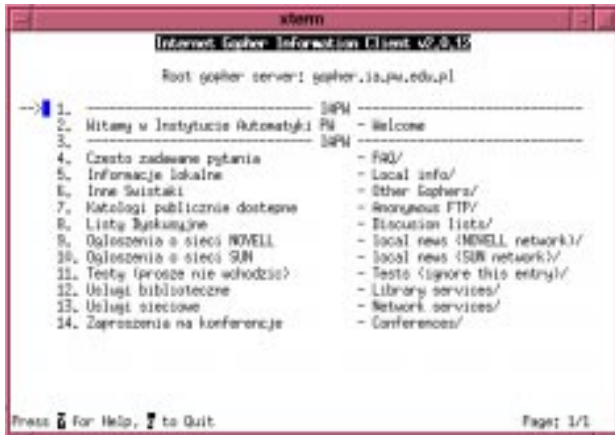 xterm
Internet Gopher Information Client v2.0.12
Root gopher server: gopher.ia.pw.edu.pl
--> 1. ------------------------------ IAPW ------------------------------
2. Witamy w Instytucie Automatyki PW - Welcome
3. ------------------------------ IAPW ------------------------------
4. Czesto zadawane pytania - FAQ/
5. Informacje lokalne - Local info/
6. Inne Swistaki - Other Gophers/
7. Katologi publicznie dostepne - Anonymous FTP/
8. Listy Dyskusyjne - Discusion lists/
9. Ogloszenia o sieci NOVELL - local news (NOVELL network)/
10. Ogloszenia o sieci SUN - local news (SUN network)/
11. Testy (prosze nie wchodzic) - Tests (ignore this entry)/
12. Uslugi biblioteczne - Library services/
13. Uslugi sieciowe - Network services/
14. Zaproszenia na konferencje - Conferences/
Press for Help, to Quit Page: 1/1